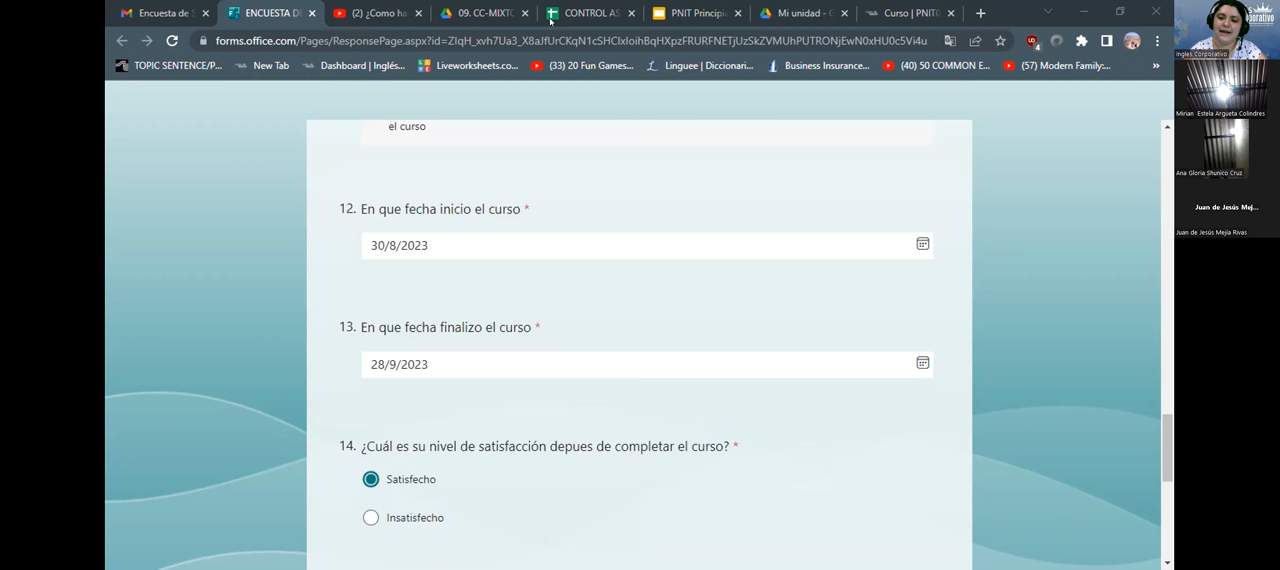 Encuesta de S
ENCUESTA DE
(2) ¿Como ha
09. CC-MIXTO
CONTROL AS
PNIT Principia
Mi unidad - G
Curso | PNIT0
forms.office.com/Pages/ResponsePage.aspx?id=ZIqH_xvh7Ua3_X8aJfUrCKqN1cSHCIxIoihBqHXpzFRURFNETjUzSkZVMUhPUTRONjEwN0xHU0c5Vi4u
4
TOPIC SENTENCE/P...
New Tab
Dashboard | Inglés...
Liveworksheets.co...
(33) 20 Fun Games...
Linguee | Diccionari...
Business Insurance...
(40) 50 COMMON E...
(57) Modern Family:...
»
el curso
12. En que fecha inicio el curso *
30/8/2023
13. En que fecha finalizo el curso *
28/9/2023
14. ¿Cuál es su nivel de satisfacción depues de completar el curso? *
Satisfecho
Insatisfecho
Ingles Corporativo
Mirian Estela Argueta Colindres
Ana Gloria Shunico Cruz
Juan de Jesús Mej...
Juan de Jesús Mejía Rivas